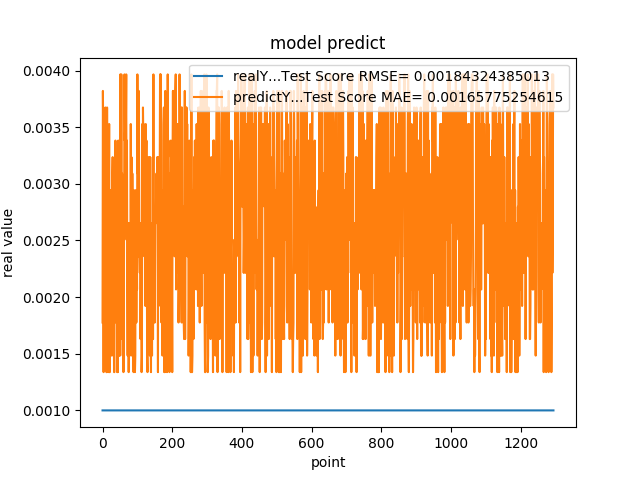 model predict
realY...Test Score RMSE= 0.00184324385013
predictY...Test Score MAE= 0.00165775254615
real value
0.0040
0.0035
0.0030
0.0025
0.0020
0.0015
0.0010
0 200 400 600 800 1000 1200
point